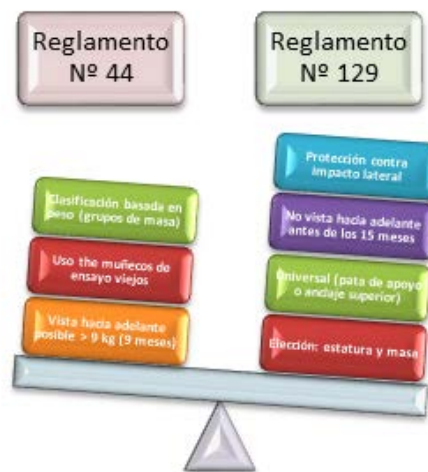 Reglamento
Nº 44
Reglamento
Nº 129
Clasificación basada en
peso (grupos de masa)
Uso the muñecos de
ensayo viejos
Vista hacia adelante
posible > 9 kg (9 meses)
Protección contra
impacto lateral
No vista hacia adelante
antes de los 15 meses
Universal (pata de apoyo
o anclaje superior)
Elección: estatura y masa